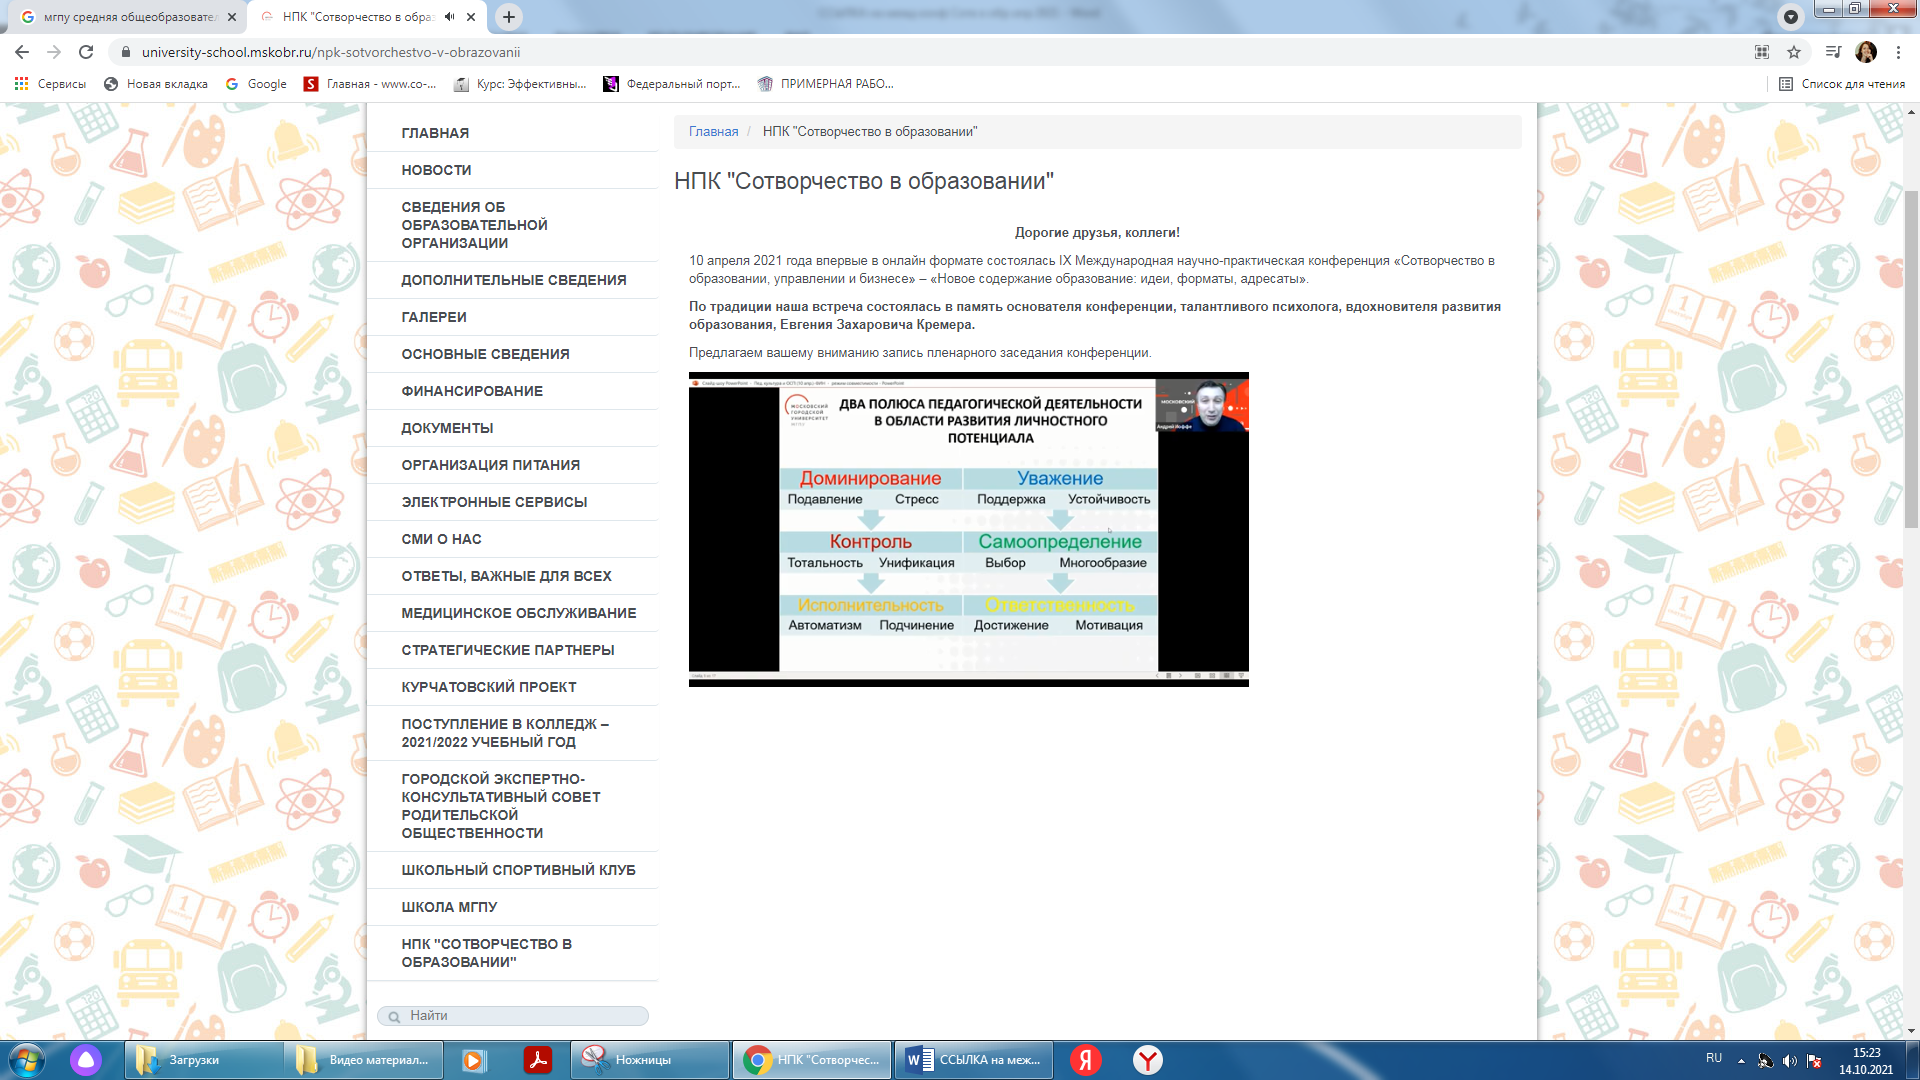 мгпу средняя общеобразовател
НПК "Сотворчество в образ
university-school.mskobr.ru/npk-sotvorchestvo-v-obrazovanii
Сервисы
Новая вкладка
Google
Главная - www.co-...
Курс: Эффективны...
Федеральный порт...
ПРИМЕРНАЯ РАБО...
Список для чтения
ГЛАВНАЯ
НОВОСТИ
СВЕДЕНИЯ ОБ
ОБРАЗОВАТЕЛЬНОЙ
ОРГАНИЗАЦИИ
ДОПОЛНИТЕЛЬНЫЕ СВЕДЕНИЯ
ГАЛЕРЕИ
ОСНОВНЫЕ СВЕДЕНИЯ
ФИНАНСИРОВАНИЕ
ДОКУМЕНТЫ
ОРГАНИЗАЦИЯ ПИТАНИЯ
ЭЛЕКТРОННЫЕ СЕРВИСЫ
СМИ О НАС
ОТВЕТЫ, ВАЖНЫЕ ДЛЯ ВСЕХ
МЕДИЦИНСКОЕ ОБСЛУЖИВАНИЕ
СТРАТЕГИЧЕСКИЕ ПАРТНЕРЫ
КУРЧАТОВСКИЙ ПРОЕКТ
ПОСТУПЛЕНИЕ В КОЛЛЕДЖ –
2021/2022 УЧЕБНЫЙ ГОД
ГОРОДСКОЙ ЭКСПЕРТНО-
КОНСУЛЬТАТИВНЫЙ СОВЕТ
РОДИТЕЛЬСКОЙ
ОБЩЕСТВЕННОСТИ
ШКОЛЬНЫЙ СПОРТИВНЫЙ КЛУБ
ШКОЛА МГПУ
НПК "СОТВОРЧЕСТВО В
ОБРАЗОВАНИИ"
Найти
Главная / НПК "Сотворчество в образовании"
НПК "Сотворчество в образовании"
Дорогие друзья, коллеги!
10 апреля 2021 года впервые в онлайн формате состоялась IX Международная научно-практическая конференция «Сотворчество в
образовании, управлении и бизнесе» – «Новое содержание образование: идеи, форматы, адресаты».
По традиции наша встреча состоялась в память основателя конференции, талантливого психолога, вдохновителя развития
образования, Евгения Захаровича Кремера.
Предлагаем вашему вниманию запись пленарного заседания конференции.
МОСКОВСКИЙ
ГОРОДСКОЙ
УНИВЕРСИТЕТ
МГПУ
ДВА ПОЛЮСА ПЕДАГОГИЧЕСКОЙ ДЕЯТЕЛЬНОСТИ
В ОБЛАСТИ РАЗВИТИЯ ЛИЧНОСТНОГО
ПОТЕНЦИАЛА
МОСКОВСКИЙ
Андрей Иоффе
Доминирование Уважение
Подавление Стресс Поддержка Устойчивость
Контроль Самоопределение
Тотальность Унификация Выбор Многообразие
Исполнительность Ответственность
Автоматизм Подчинение Достижение Мотивация
Загрузки
Видео материал...
Ножницы
НПК "Сотворчес...
ССЫЛКА на меж...
RU
15:23
14.10.2021